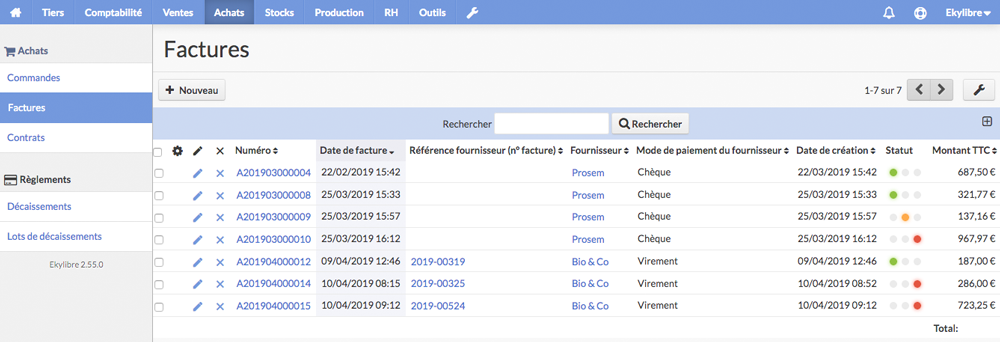 Tiers Comptabilité Ventes Achats Stocks Production RH Outils Ekylibre
Achats
Commandes
Factures
Contrats
Règlements
Décaissements
Lots de décaissements
Ekylibre 2.55.0
Factures
Nouveau
1-7 sur 7
Rechercher Rechercher
Numéro Date de facture Référence fournisseur (n° facture) Fournisseur Mode de paiement du fournisseur Date de création Statut Montant TTC
A201903000004 22/02/2019 15:42 Prosem Chèque 22/03/2019 15:42 687,50 €
A201903000008 25/03/2019 15:33 Prosem Chèque 25/03/2019 15:33 321,77 €
A201903000009 25/03/2019 15:57 Prosem Chèque 25/03/2019 15:57 137,16 €
A201903000010 25/03/2019 16:12 Prosem Chèque 25/03/2019 16:12 967,97 €
A201904000012 09/04/2019 12:46 2019-00319 Bio & Co Virement 09/04/2019 12:46 187,00 €
A201904000014 10/04/2019 08:15 2019-00325 Bio & Co Virement 10/04/2019 08:52 286,00 €
A201904000015 10/04/2019 09:12 2019-00524 Bio & Co Virement 10/04/2019 09:12 723,25 €
Total: